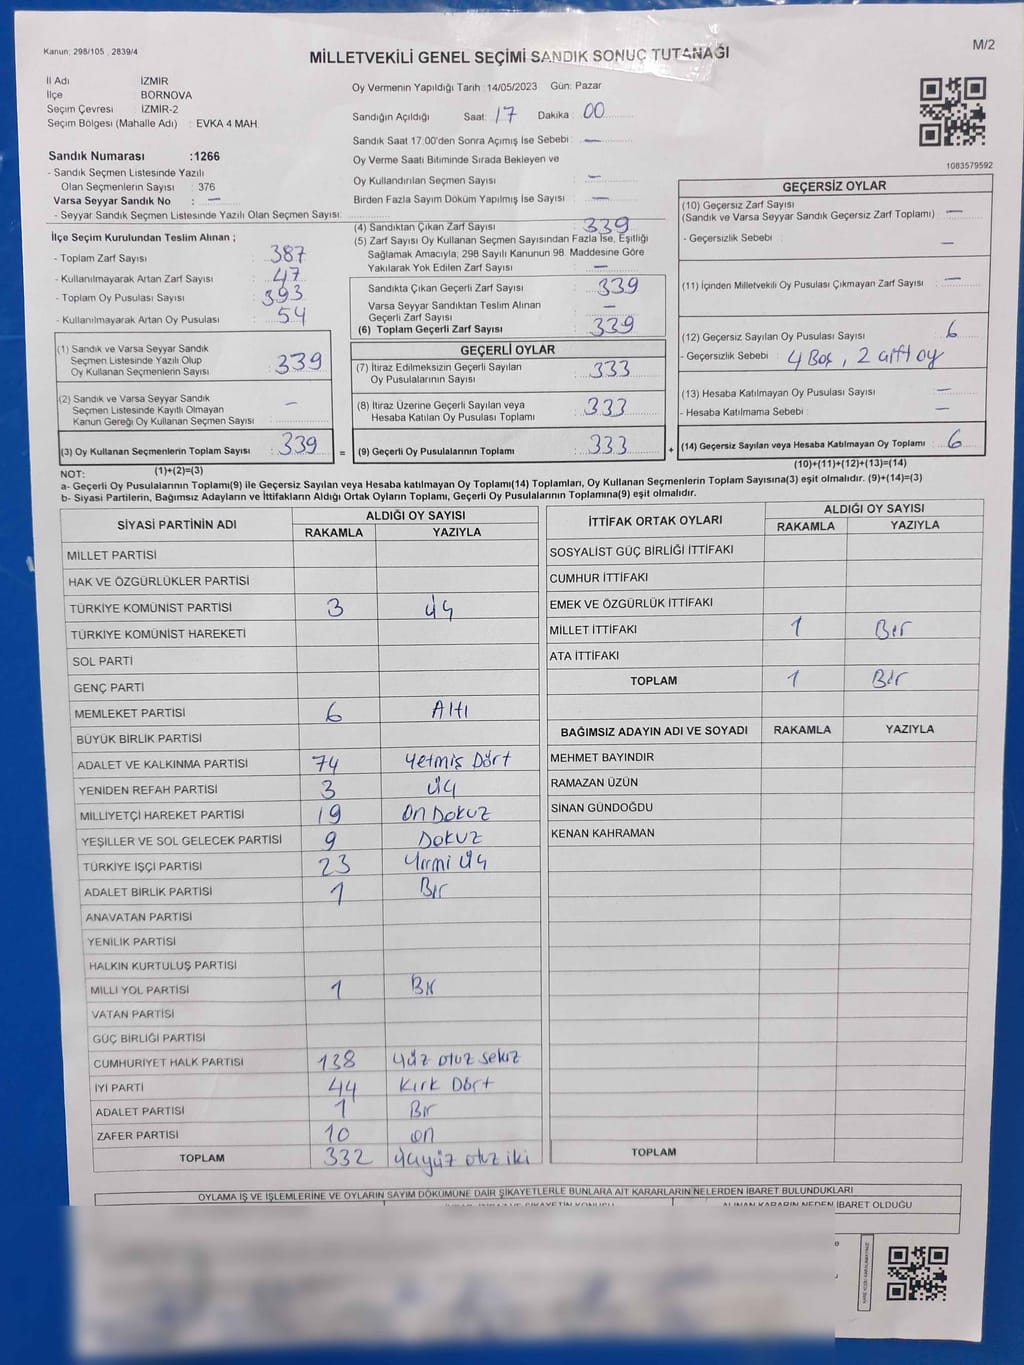 Kanun; 298/105 , 2839/4
M/2
MİLLETVEKİLİ GENEL SEÇİMİ SANDIK SONUÇ TUTANAĞI
İl Adı İZMİR
İlçe BORNOVA
Seçim Çevresi : İZMİR-2
Seçim Bölgesi (Mahalle Adı) : EVKA 4 MAH.
Sandık Numarası :1266
- Sandık Seçmen Listesinde Yazılı
Olan Seçmenlerin Sayısı : 376
Varsa Seyyar Sandık No : —
- Seyyar Sandık Seçmen Listesinde Yazılı Olan Seçmen Sayısı:
Oy Vermenin Yapıldığı Tarih : 14/05/2023 Gün: Pazar
Sandığın Açıldığı Saat: 17 Dakika : 00
Sandık Saat 17:00'den Sonra Açımış İse Sebebi : —
Oy Verme Saati Bitiminde Sırada Bekleyen ve
Oy Kullandırılan Seçmen Sayısı : —
Birden Fazla Sayım Döküm Yapılmış İse Sayısı : —
1083579592
İlçe Seçim Kurulundan Teslim Alınan ;
- Toplam Zarf Sayısı : 387
- Kullanılmayarak Artan Zarf Sayısı : 47
- Toplam Oy Pusulası Sayısı : 393
- Kullanılmayarak Artan Oy Pusulası : 54
(1) Sandık ve Varsa Seyyar Sandık
Seçmen Listesinde Yazılı Olup
Oy Kullanan Seçmenlerin Sayısı : 339
(2) Sandık ve Varsa Seyyar Sandık
Seçmen Listesinde Kayıtlı Olmayan
Kanun Gereği Oy Kullanan Seçmen Sayısı : —
(3) Oy Kullanan Seçmenlerin Toplam Sayısı : 339
(4) Sandıktan Çıkan Zarf Sayısı : 339
(5) Zarf Sayısı Oy Kullanan Seçmen Sayısından Fazla İse, Eşitliği
Sağlamak Amacıyla; 298 Sayılı Kanunun 98. Maddesine Göre
Yakılarak Yok Edilen Zarf Sayısı : —
Sandıkta Çıkan Geçerli Zarf Sayısı : 339
Varsa Seyyar Sandıktan Teslim Alınan
Geçerli Zarf Sayısı : —
(6) Toplam Geçerli Zarf Sayısı : 339
GEÇERLİ OYLAR
(7) İtiraz Edilmeksizin Geçerli Sayılan
Oy Pusulalarının Sayısı : 333
(8) İtiraz Üzerine Geçerli Sayılan veya
Hesaba Katılan Oy Pusulası Toplamı : 333
= (9) Geçerli Oy Pusulalarının Toplamı : 333
GEÇERSİZ OYLAR
(10) Geçersiz Zarf Sayısı
(Sandık ve Varsa Seyyar Sandık Geçersiz Zarf Toplamı) : —
- Geçersizlik Sebebi : —
(11) İçinden Milletvekili Oy Pusulası Çıkmayan Zarf Sayısı : —
(12) Geçersiz Sayılan Oy Pusulası Sayısı : 6
- Geçersizlik Sebebi : 4 Boş , 2 çift oy
(13) Hesaba Katılmayan Oy Pusulası Sayısı : —
- Hesaba Katılmama Sebebi : —
+ (14) Geçersiz Sayılan veya Hesaba Katılmayan Oy Toplamı : 6
NOT: (1)+(2)=(3) (10)+(11)+(12)+(13)=(14)
a- Geçerli Oy Pusulalarının Toplamı(9) ile Geçersiz Sayılan veya Hesaba katılmayan Oy Toplamı(14) Toplamları, Oy Kullanan Seçmenlerin Toplam Sayısına(3) eşit olmalıdır. (9)+(14)=(3)
b- Siyasi Partilerin, Bağımsız Adayların ve İttifakların Aldığı Ortak Oyların Toplamı, Geçerli Oy Pusulalarının Toplamına(9) eşit olmalıdır.
SİYASİ PARTİNİN ADI ALDIĞI OY SAYISI
RAKAMLA YAZIYLA
MİLLET PARTİSİ
HAK VE ÖZGÜRLÜKLER PARTİSİ
TÜRKİYE KOMÜNİST PARTİSİ 3 üç
TÜRKİYE KOMÜNİST HAREKETİ
SOL PARTİ
GENÇ PARTİ
MEMLEKET PARTİSİ 6 Altı
BÜYÜK BİRLİK PARTİSİ
ADALET VE KALKINMA PARTİSİ 74 Yetmiş Dört
YENİDEN REFAH PARTİSİ 3 üç
MİLLİYETÇİ HAREKET PARTİSİ 19 On Dokuz
YEŞİLLER VE SOL GELECEK PARTİSİ 9 Dokuz
TÜRKİYE İŞÇİ PARTİSİ 23 Yirmi üç
ADALET BİRLİK PARTİSİ 1 Bir
ANAVATAN PARTİSİ
YENİLİK PARTİSİ
HALKIN KURTULUŞ PARTİSİ
MİLLİ YOL PARTİSİ 1 Bir
VATAN PARTİSİ
GÜÇ BİRLİĞİ PARTİSİ
CUMHURİYET HALK PARTİSİ 138 Yüz otuz sekiz
İYİ PARTİ 44 Kırk Dört
ADALET PARTİSİ 1 Bir
ZAFER PARTİSİ 10 on
TOPLAM 332 üçyüz otuz iki
İTTİFAK ORTAK OYLARI ALDIĞI OY SAYISI
RAKAMLA YAZIYLA
SOSYALİST GÜÇ BİRLİĞİ İTTİFAKI
CUMHUR İTTİFAKI
EMEK VE ÖZGÜRLÜK İTTİFAKI
MİLLET İTTİFAKI 1 Bir
ATA İTTİFAKI
TOPLAM 1 Bir
BAĞIMSIZ ADAYIN ADI VE SOYADI RAKAMLA YAZIYLA
MEHMET BAYINDIR
RAMAZAN ÜZÜN
SİNAN GÜNDOĞDU
KENAN KAHRAMAN
TOPLAM
OYLAMA İŞ VE İŞLEMLERİNE VE OYLARIN SAYIM DÖKÜMÜNE DAİR ŞİKAYETLERLE BUNLARA AİT KARARLARIN NELERDEN İBARET BULUNDUKLARI
ALINAN KARARIN NEDEN İBARET OLDUĞU